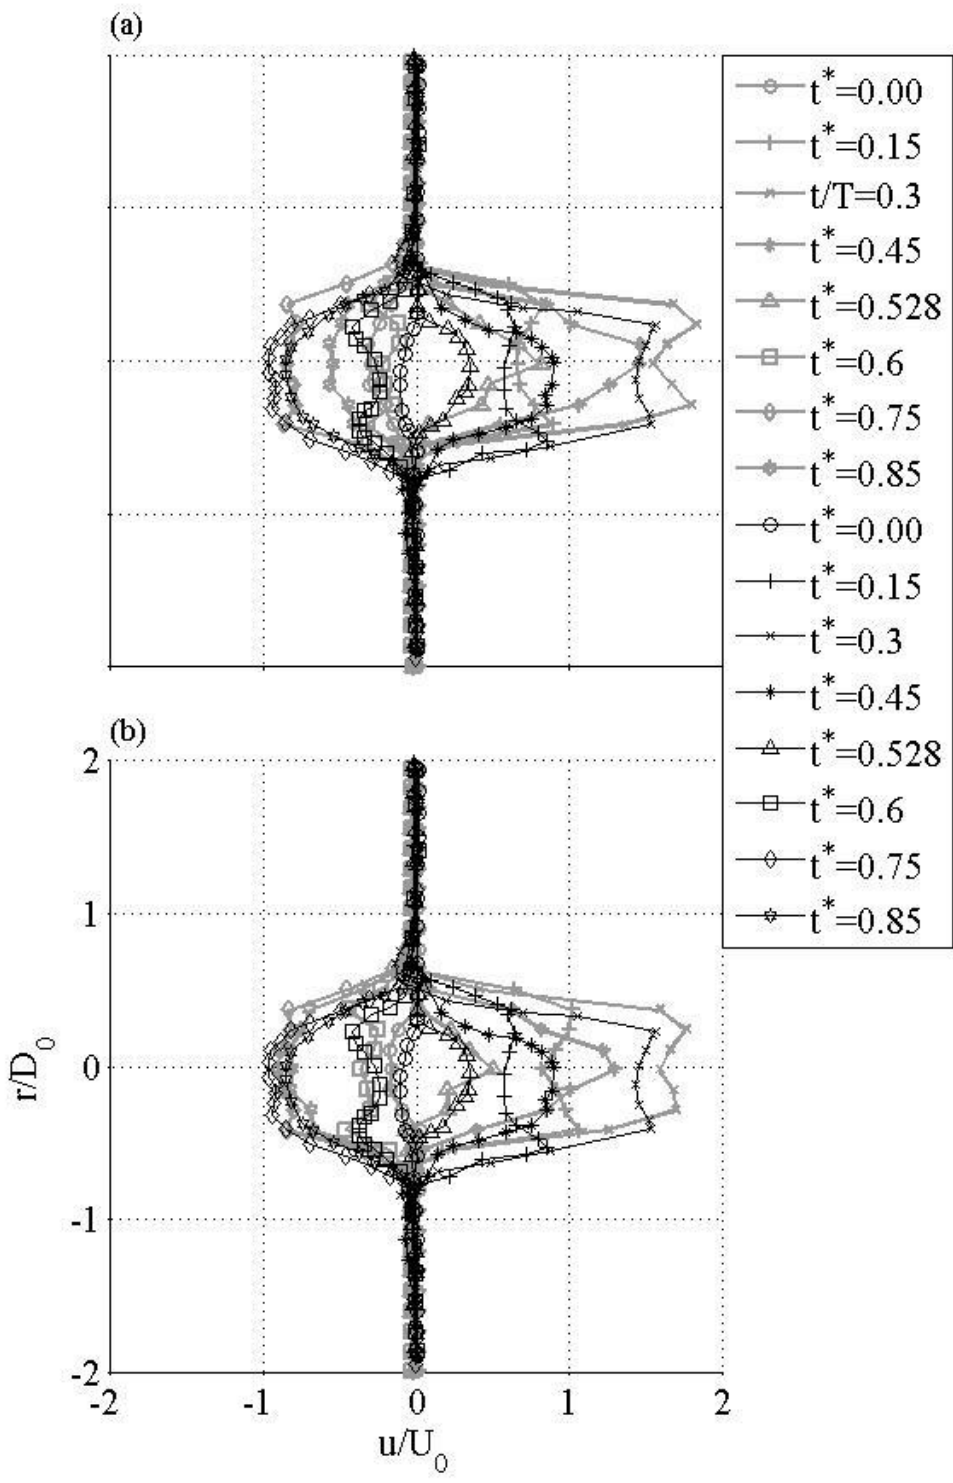 (a)
t*=0.00
t*=0.15
t/T=0.3
t*=0.45
t*=0.528
t*=0.6
t*=0.75
t*=0.85
t*=0.00
t*=0.15
t*=0.3
t*=0.45
t*=0.528
t*=0.6
t*=0.75
t*=0.85
(b)
2
1
0
-1
-2
r/D0
-2
-1
0
1
2
u/U0